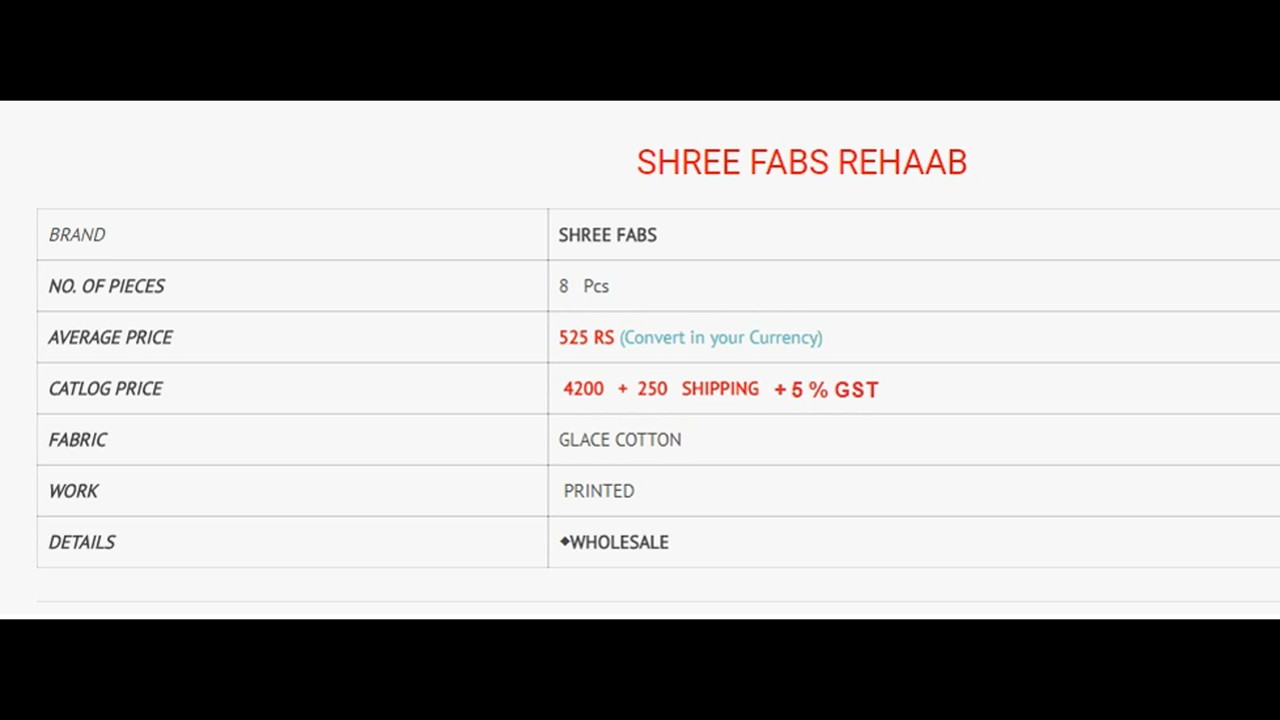 SHREE FABS REHAAB
BRAND SHREE FABS
NO. OF PIECES 8 Pcs
AVERAGE PRICE 525 RS (Convert in your Currency)
CATLOG PRICE 4200 + 250 SHIPPING + 5 % GST
FABRIC GLACE COTTON
WORK PRINTED
DETAILS ◆WHOLESALE